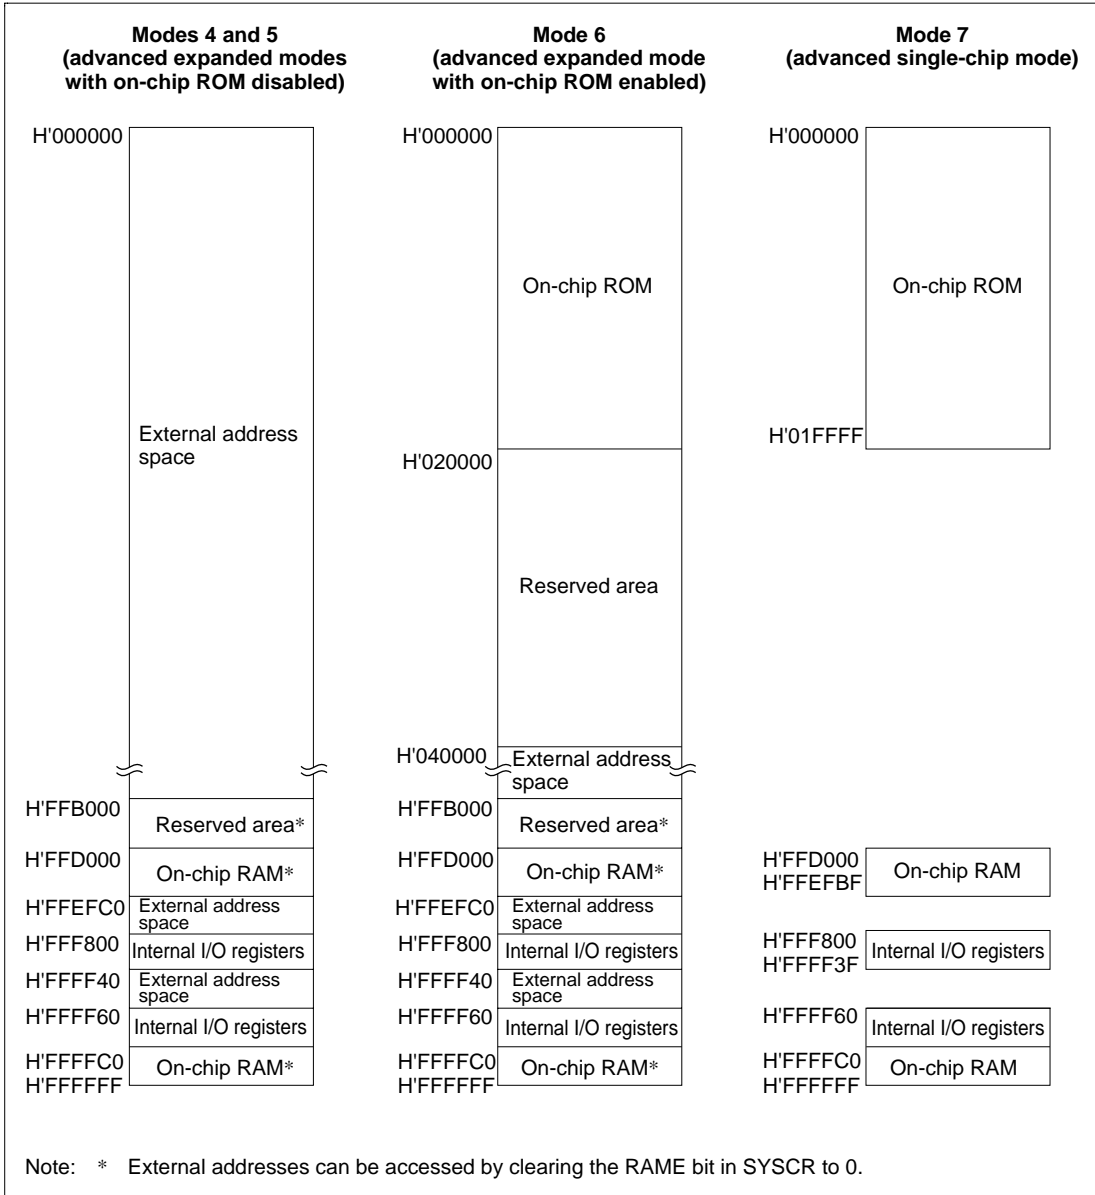 Modes 4 and 5
(advanced expanded modes
with on-chip ROM disabled)
H'000000
External address
space
H'FFB000
Reserved area*
H'FFD000
On-chip RAM*
H'FFEFC0
External address
space
H'FFF800
Internal I/O registers
H'FFFF40
External address
space
H'FFFF60
Internal I/O registers
H'FFFFC0
On-chip RAM*
H'FFFFFF
Mode 6
(advanced expanded mode
with on-chip ROM enabled)
H'000000
On-chip ROM
H'020000
Reserved area
H'040000
External address
space
H'FFB000
Reserved area*
H'FFD000
On-chip RAM*
H'FFEFC0
External address
space
H'FFF800
Internal I/O registers
H'FFFF40
External address
space
H'FFFF60
Internal I/O registers
H'FFFFC0
On-chip RAM*
H'FFFFFF
Mode 7
(advanced single-chip mode)
H'000000
On-chip ROM
H'01FFFF
H'FFD000
On-chip RAM
H'FFEFBF
H'FFF800
Internal I/O registers
H'FFFF3F
H'FFFF60
Internal I/O registers
H'FFFFC0
On-chip RAM
H'FFFFFF
Note: * External addresses can be accessed by clearing the RAME bit in SYSCR to 0.